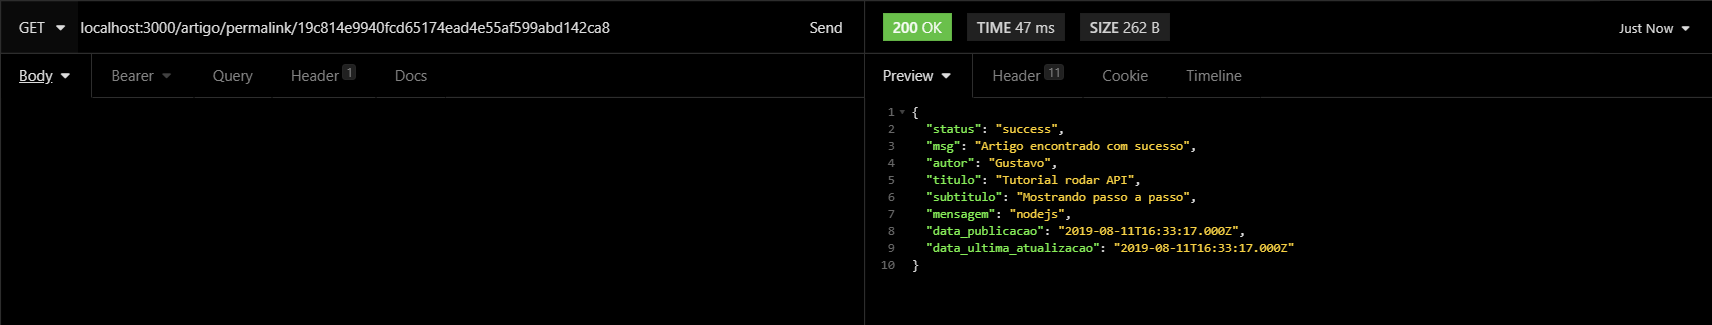 GET localhost:3000/artigo/permalink/19c814e9940fcd65174ead4e55af599abd142ca8 Send
Body Bearer Query Header 1 Docs
200 OK TIME 47 ms SIZE 262 B Just Now
Preview Header 11 Cookie Timeline
1 {
2 "status": "success",
3 "msg": "Artigo encontrado com sucesso",
4 "autor": "Gustavo",
5 "titulo": "Tutorial rodar API",
6 "subtitulo": "Mostrando passo a passo",
7 "mensagem": "nodejs",
8 "data_publicacao": "2019-08-11T16:33:17.000Z",
9 "data_ultima_atualizacao": "2019-08-11T16:33:17.000Z"
10 }